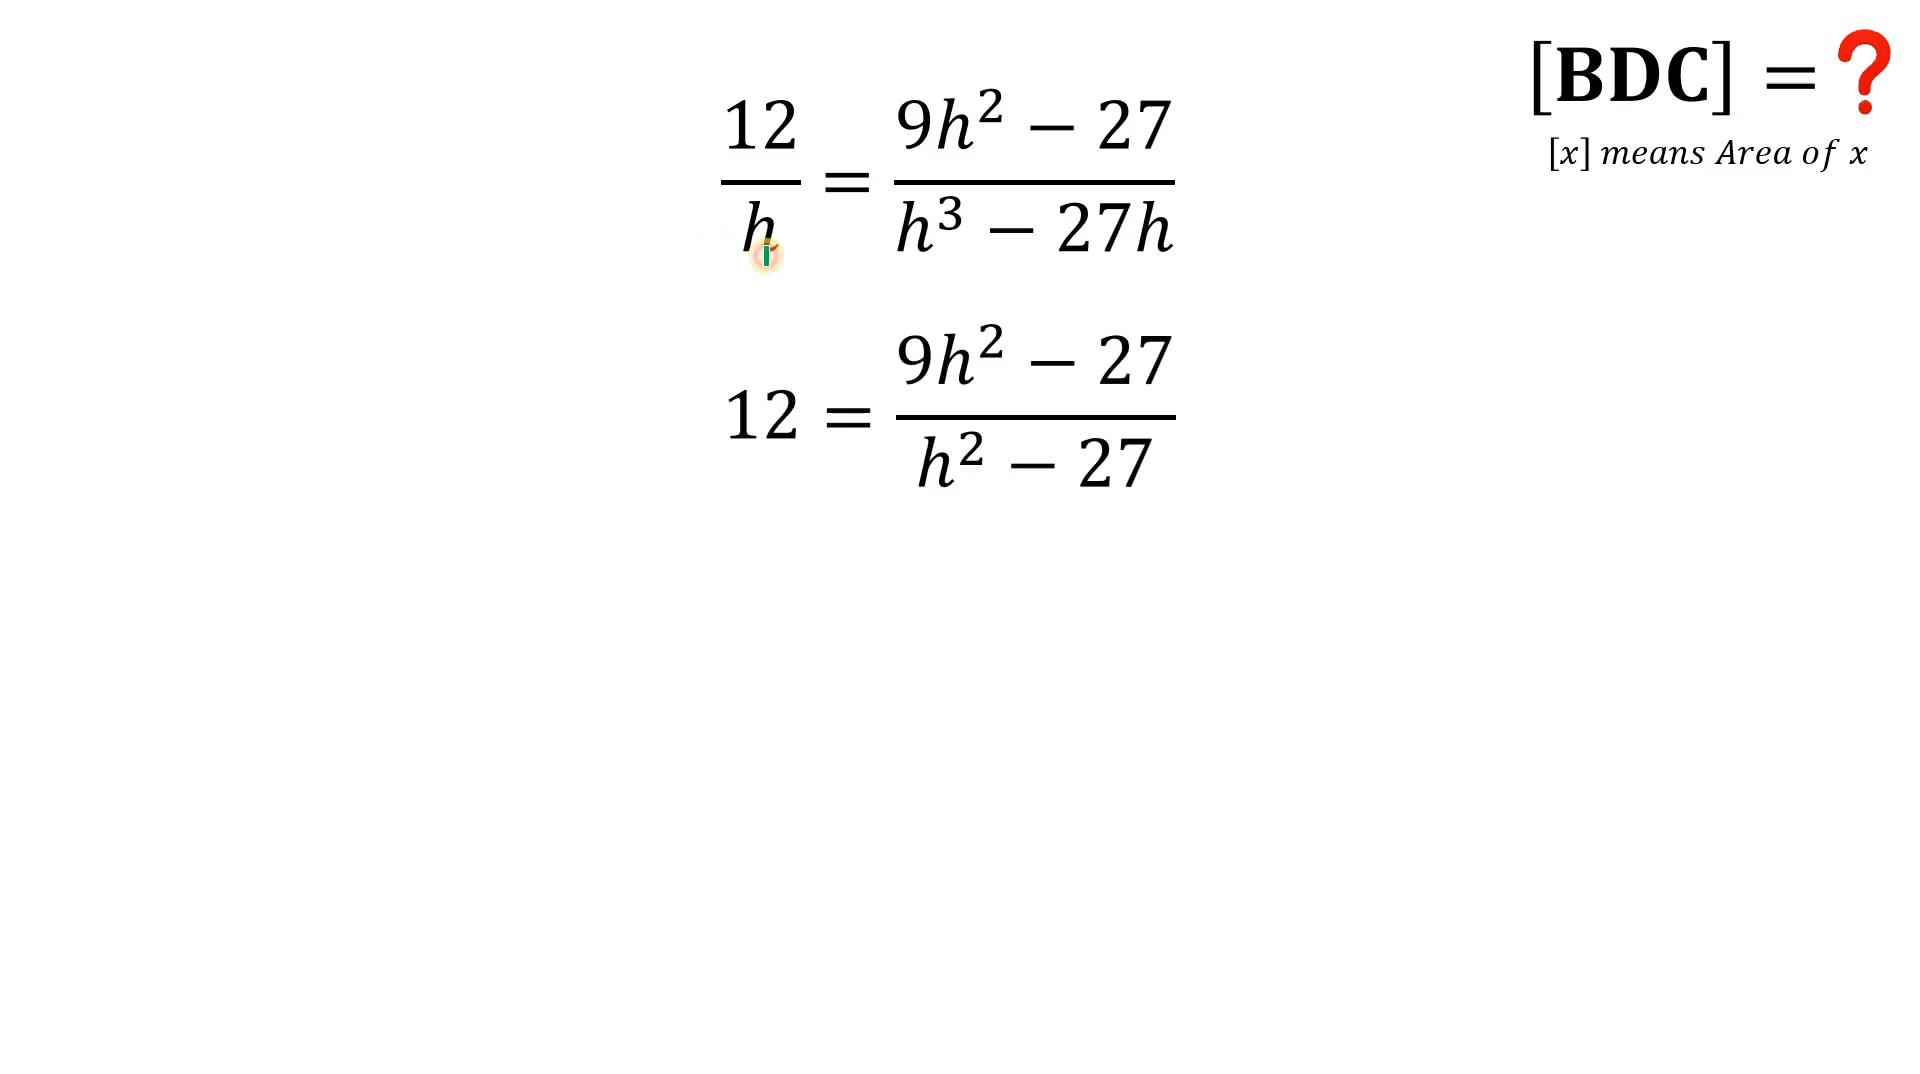 [BDC] = ?
[x] means Area of x
12/h = (9h² − 27)/(h³ − 27h)
12 = (9h² − 27)/(h² − 27)